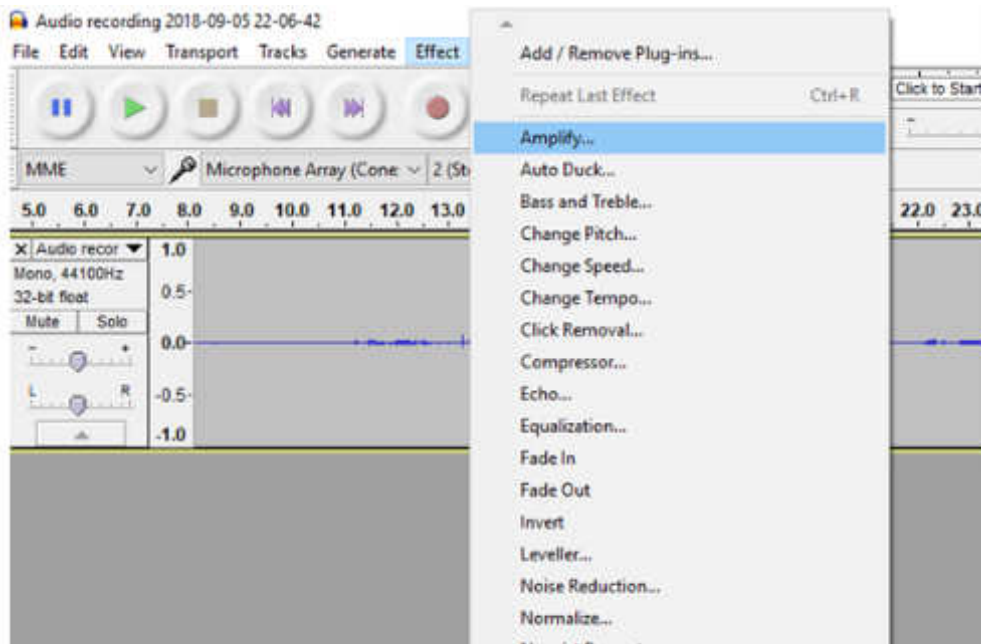 Audio recording 2018-09-05 22-06-42
File Edit View Transport Tracks Generate Effect
Add / Remove Plug-ins...
Repeat Last Effect Ctrl+R
Click to Start
Amplify...
MME Microphone Array (Cone 2 (St
Auto Duck...
Bass and Treble...
5.0 6.0 7.0 8.0 9.0 10.0 11.0 12.0 13.0 22.0 23.0
Change Pitch...
X Audio recor 1.0
Mono, 44100Hz
Change Speed...
32-bit float 0.5
Change Tempo...
Mute Solo
Click Removal...
0.0
- +
Compressor...
L R -0.5
Echo...
Equalization...
-1.0
Fade In
Fade Out
Invert
Leveller...
Noise Reduction...
Normalize...